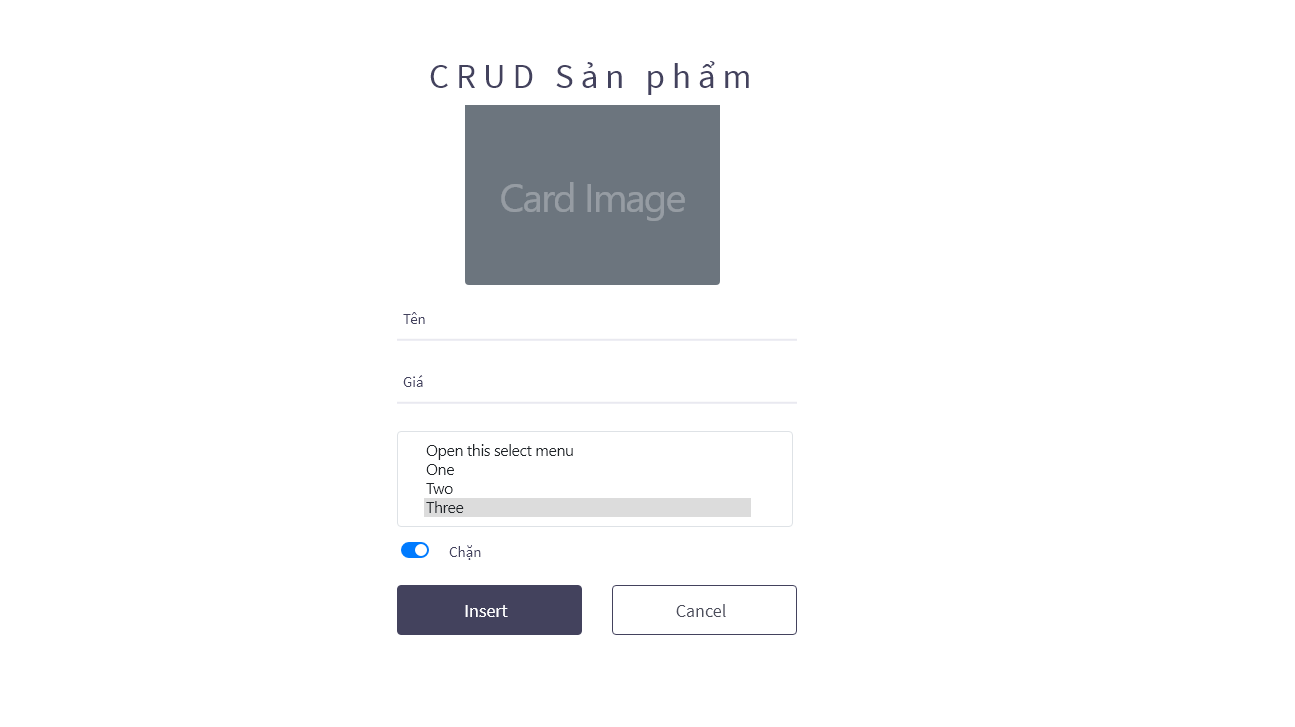 CRUD Sản phẩm
Card Image
Tên
Giá
Open this select menu
One
Two
Three
Chặn
Insert Cancel